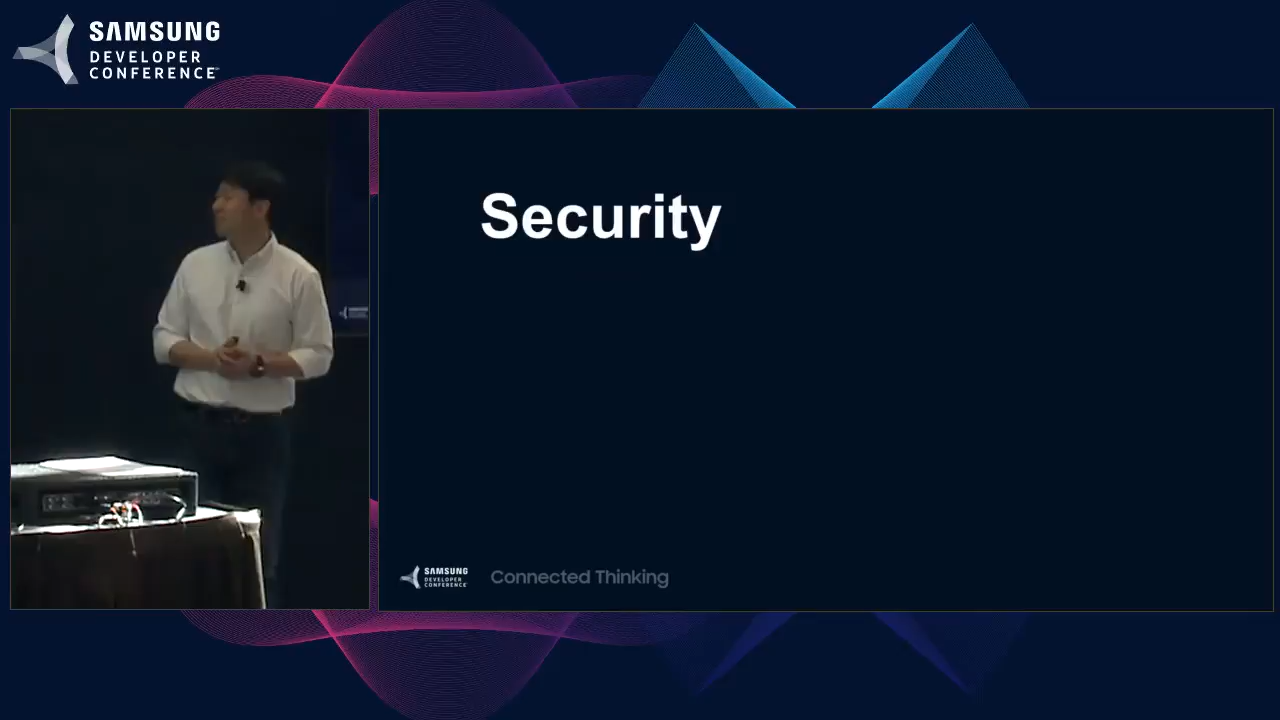 SAMSUNG
DEVELOPER
CONFERENCE
Security
SAMSUNG
DEVELOPER
CONFERENCE
Connected Thinking